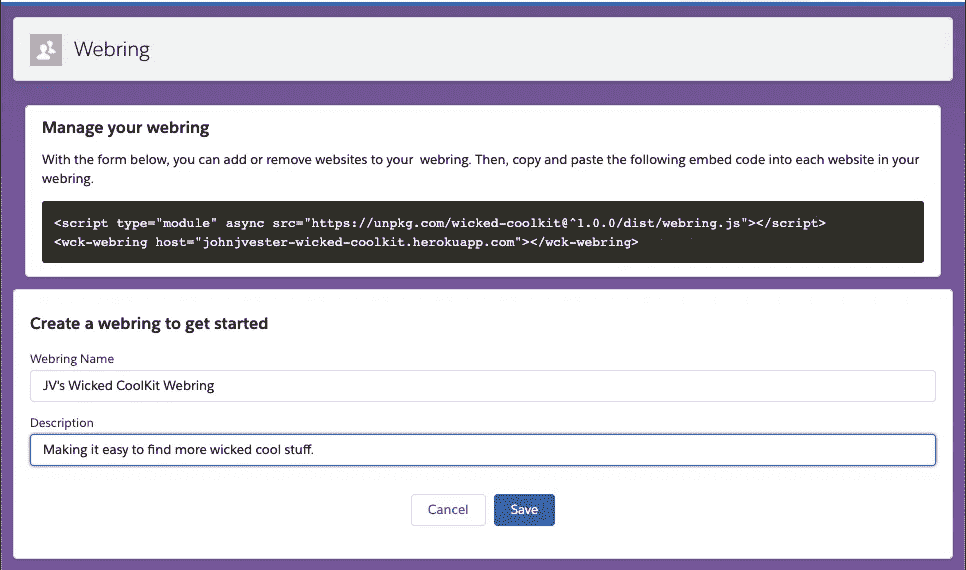 Webring
Manage your webring
With the form below, you can add or remove websites to your webring. Then, copy and paste the following embed code into each website in your
webring.
<script type="module" async src="https://unpkg.com/wicked-coolkit@^1.0.0/dist/webring.js"></script>
<wck-webring host="johnjvester-wicked-coolkit.herokuapp.com"></wck-webring>
Create a webring to get started
Webring Name
JV's Wicked CoolKit Webring
Description
Making it easy to find more wicked cool stuff.
Cancel Save